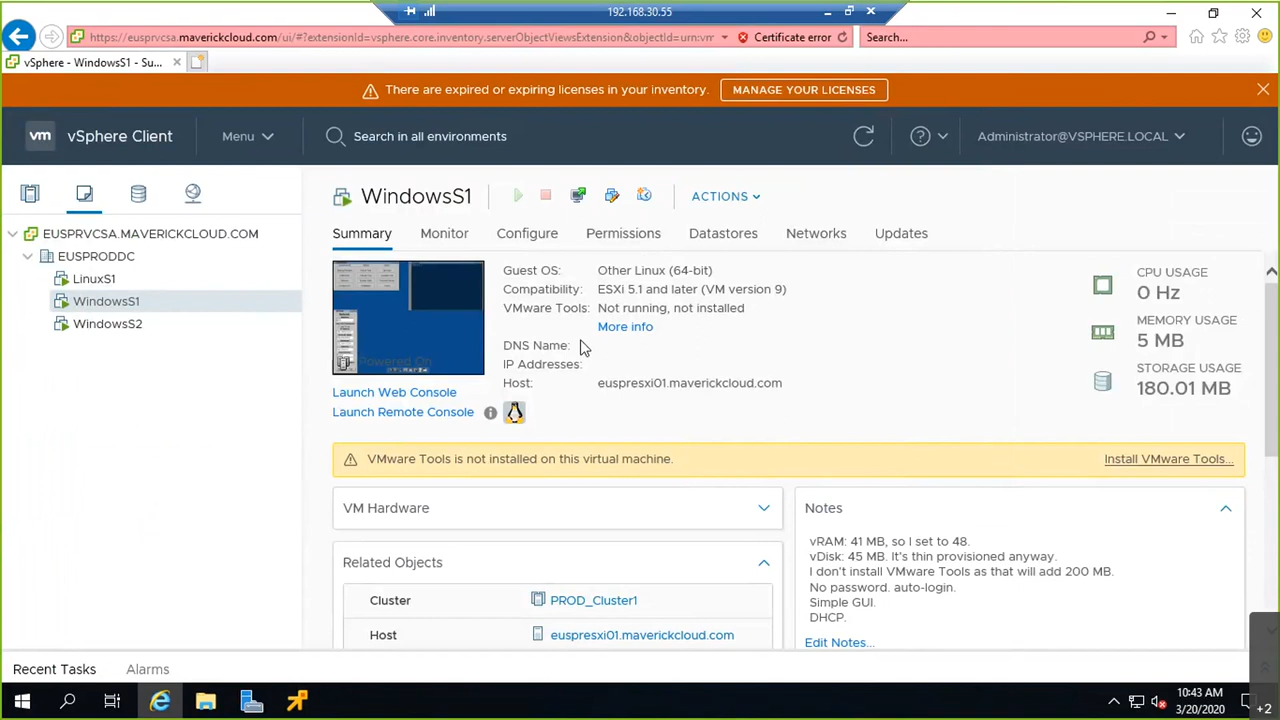 192.168.30.55
https://eusprvcsa.maverickcloud.com/ui/#?extensionId=vsphere.core.inventory.serverObjectViewsExtension&objectId=urn:vm
Certificate error
Search...
vSphere - WindowsS1 - Su...
There are expired or expiring licenses in your inventory.
MANAGE YOUR LICENSES
vm vSphere Client
Menu
Search in all environments
Administrator@VSPHERE.LOCAL
EUSPRVCSA.MAVERICKCLOUD.COM
EUSPRODDC
LinuxS1
WindowsS1
WindowsS2
WindowsS1
ACTIONS
Summary Monitor Configure Permissions Datastores Networks Updates
Powered On
Launch Web Console
Launch Remote Console
Guest OS: Other Linux (64-bit)
Compatibility: ESXi 5.1 and later (VM version 9)
VMware Tools: Not running, not installed
More info
DNS Name:
IP Addresses:
Host: euspresxi01.maverickcloud.com
CPU USAGE
0 Hz
MEMORY USAGE
5 MB
STORAGE USAGE
180.01 MB
VMware Tools is not installed on this virtual machine.
Install VMware Tools...
VM Hardware
Related Objects
Cluster PROD_Cluster1
Host euspresxi01.maverickcloud.com
Notes
vRAM: 41 MB, so I set to 48.
vDisk: 45 MB. It's thin provisioned anyway.
I don't install VMware Tools as that will add 200 MB.
No password. auto-login.
Simple GUI.
DHCP.
Edit Notes...
Recent Tasks Alarms
10:43 AM
3/20/2020
+2